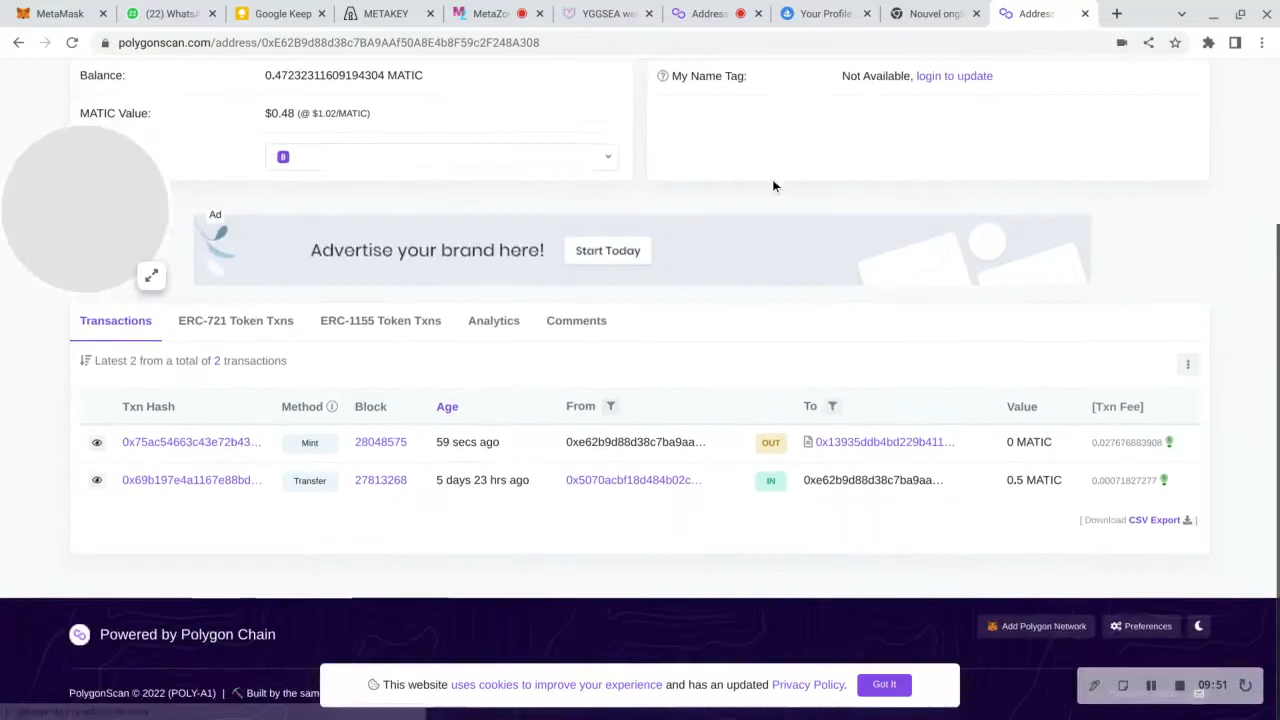 MetaMask
WhatsA
Google Keep
METAKEY
MetaZo
YGGSEA we
Address
Your Profile
Nouvel ongl
Address
polygonscan.com/address/0xE62B9d88d38c7BA9AAf50A8E4b8F59c2F248A308
Balance: 0.47232311609194304 MATIC
My Name Tag: Not Available, login to update
MATIC Value: $0.48 (@ $1.02/MATIC)
8
Ad
Advertise your brand here! Start Today
Transactions ERC-721 Token Txns ERC-1155 Token Txns Analytics Comments
Latest 2 from a total of 2 transactions
Txn Hash Method Block Age From To Value [Txn Fee]
0x75ac54663c43e72b43... Mint 28048575 59 secs ago 0xe62b9d88d38c7ba9aa... OUT 0x13935ddb4bd229b411... 0 MATIC 0.027676883908
0x69b197e4a1167e88bd... Transfer 27813268 5 days 23 hrs ago 0x5070acbf18d484b02c... IN 0xe62b9d88d38c7ba9aa... 0.5 MATIC 0.00071827277
[ Download CSV Export ]
Powered by Polygon Chain
Add Polygon Network Preferences
This website uses cookies to improve your experience and has an updated Privacy Policy. Got It
PolygonScan © 2022 (POLY-A1) | Built by the sam
09:51